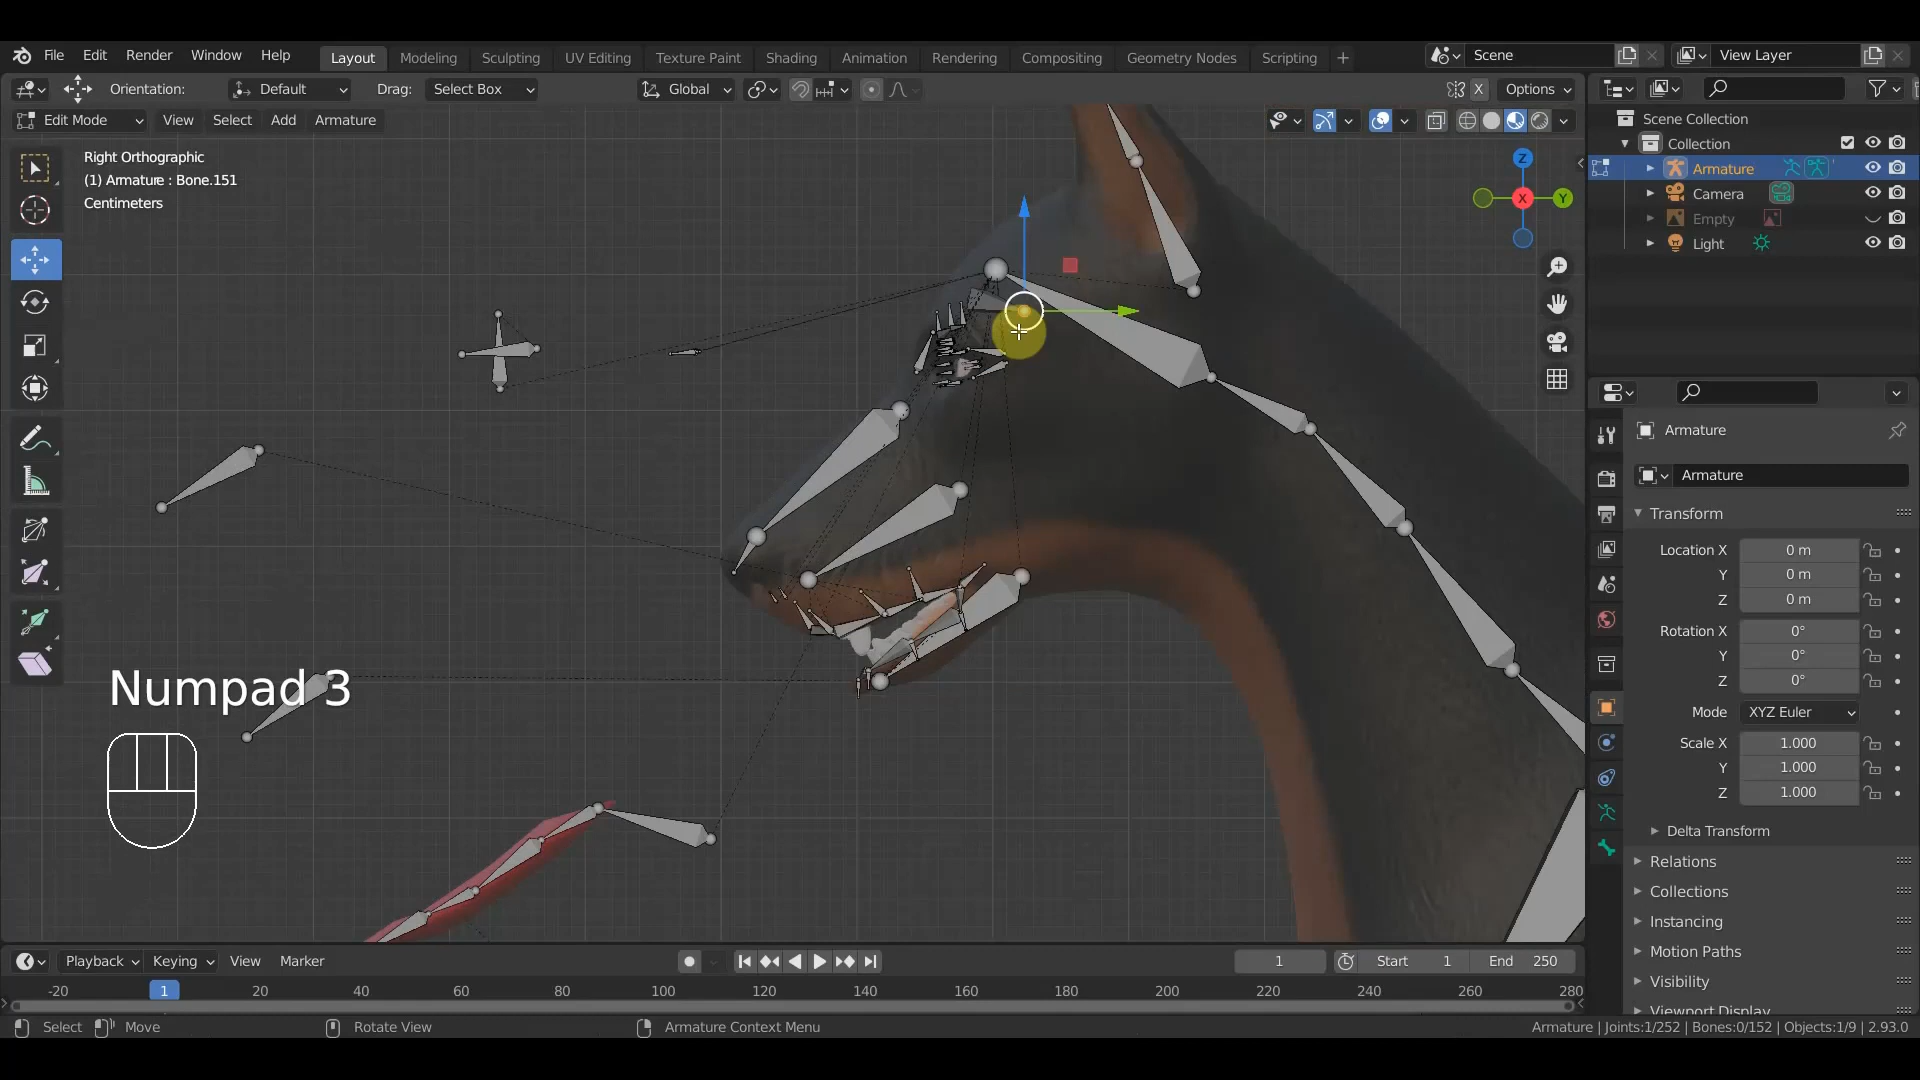 File Edit Render Window Help Layout Modeling Sculpting UV Editing Texture Paint Shading Animation Rendering Compositing Geometry Nodes Scripting + Scene View Layer
Orientation: Default Drag: Select Box Global X Options
Edit Mode View Select Add Armature
Right Orthographic
(1) Armature : Bone.151
Centimeters
Z
X
Y
Numpad 3
Scene Collection
Collection
Armature
Camera
Empty
Light
Armature
Armature
Transform
Location X 0 m
Y 0 m
Z 0 m
Rotation X 0°
Y 0°
Z 0°
Mode XYZ Euler
Scale X 1.000
Y 1.000
Z 1.000
Delta Transform
Relations
Collections
Instancing
Motion Paths
Visibility
Viewport Display
Playback Keying View Marker 1 Start 1 End 250
-20 1 20 40 60 80 100 120 140 160 180 200 220 240 260 280
Select Move Rotate View Armature Context Menu Armature | Joints:1/252 | Bones:0/152 | Objects:1/9 | 2.93.0